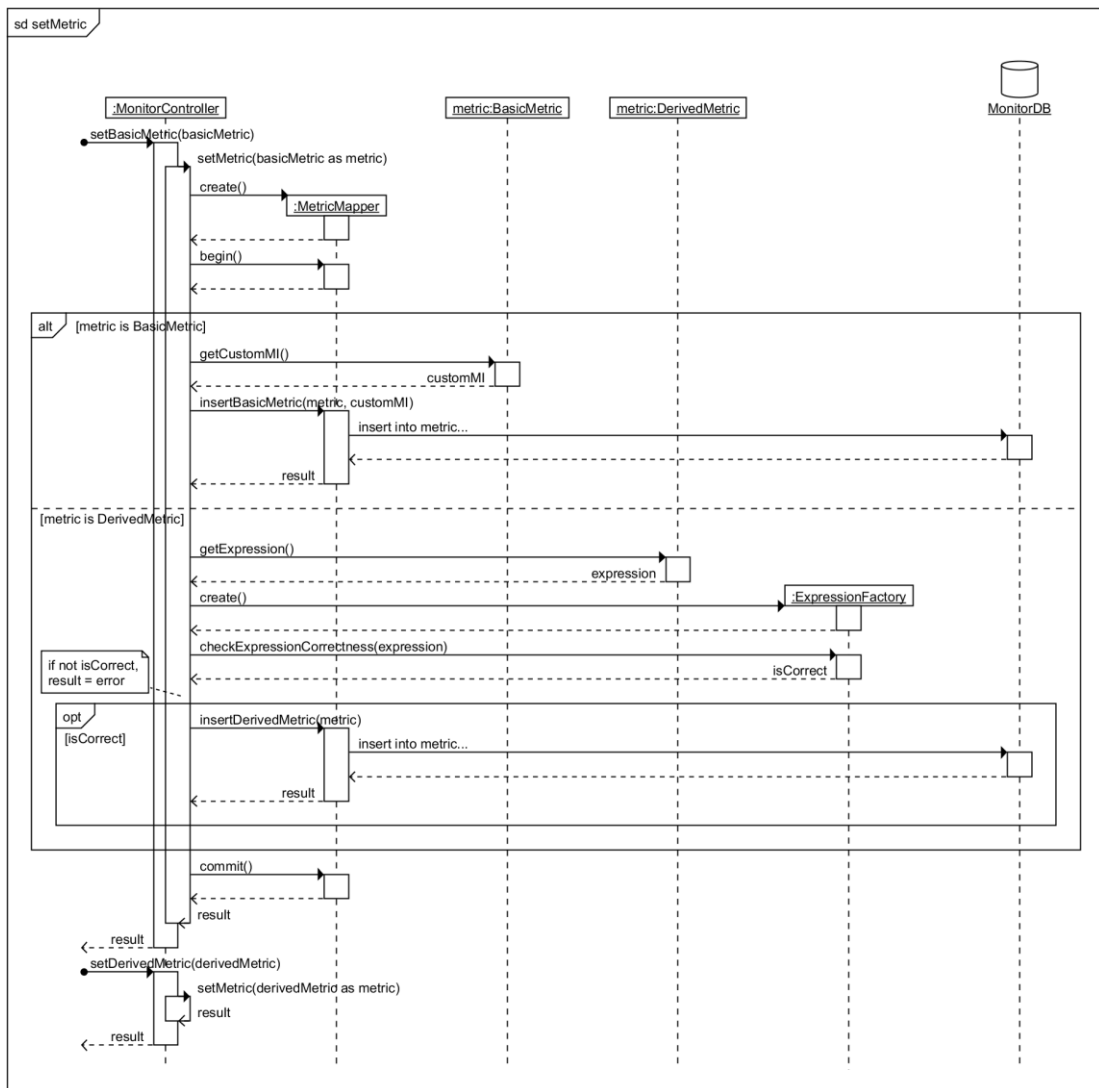 sd setMetric
:MonitorController
metric:BasicMetric
metric:DerivedMetric
MonitorDB
setBasicMetric(basicMetric)
setMetric(basicMetric as metric)
create()
:MetricMapper
begin()
alt
[metric is BasicMetric]
getCustomMI()
customMI
insertBasicMetric(metric, customMI)
insert into metric...
result
[metric is DerivedMetric]
getExpression()
expression
create()
:ExpressionFactory
checkExpressionCorrectness(expression)
isCorrect
if not isCorrect,
result = error
opt
[isCorrect]
insertDerivedMetric(metric)
insert into metric...
result
commit()
result
result
setDerivedMetric(derivedMetric)
setMetric(derivedMetric as metric)
result
result